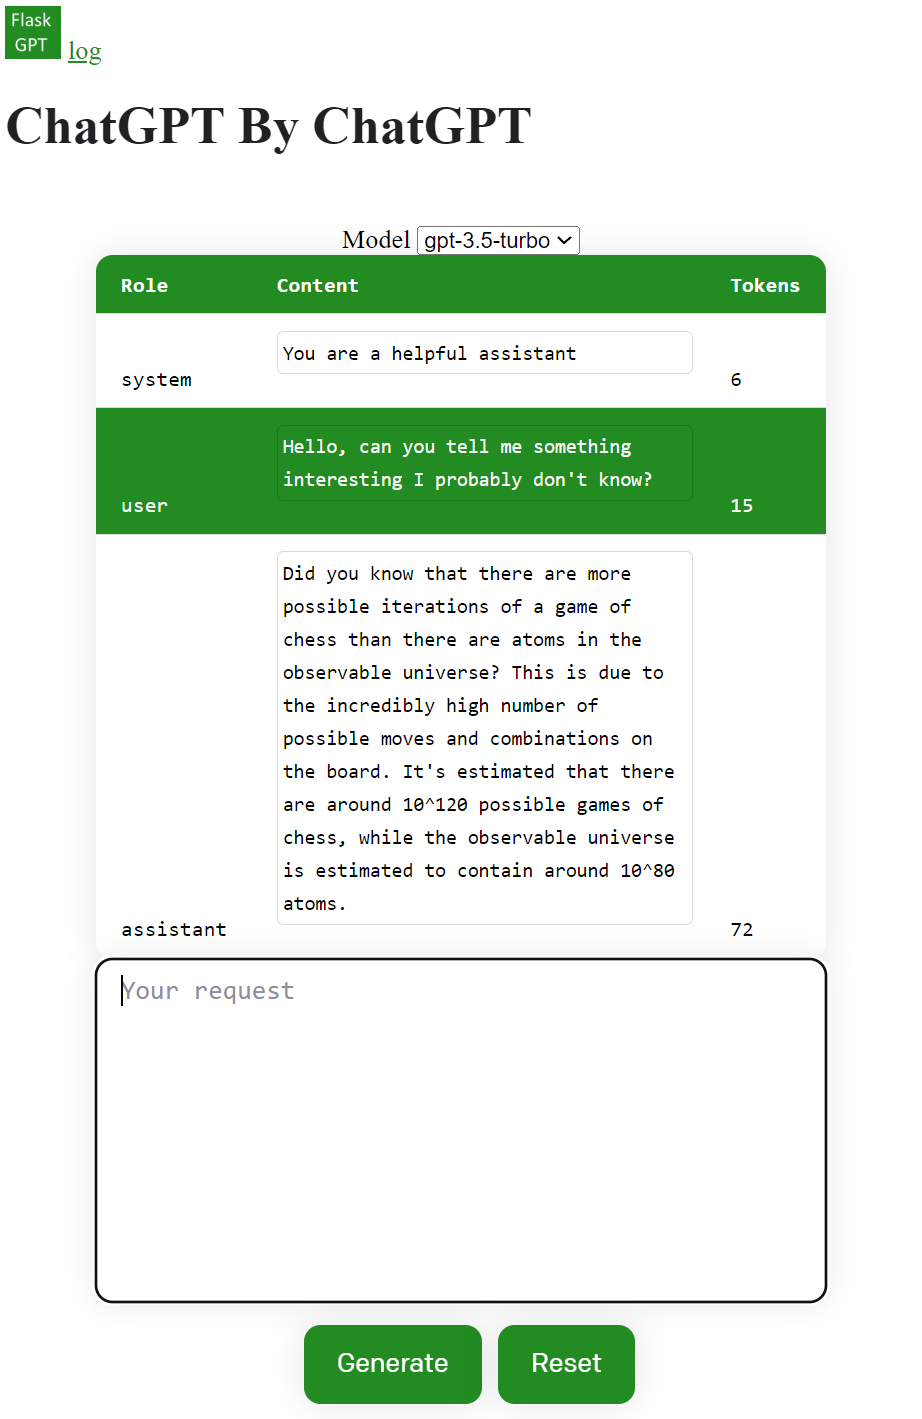 Flask
GPT
log
ChatGPT By ChatGPT
Model gpt-3.5-turbo
Role Content Tokens
You are a helpful assistant
system 6
Hello, can you tell me something
interesting I probably don't know?
user 15
Did you know that there are more
possible iterations of a game of
chess than there are atoms in the
observable universe? This is due to
the incredibly high number of
possible moves and combinations on
the board. It's estimated that there
are around 10^120 possible games of
chess, while the observable universe
is estimated to contain around 10^80
atoms.
assistant 72
Your request
Generate Reset